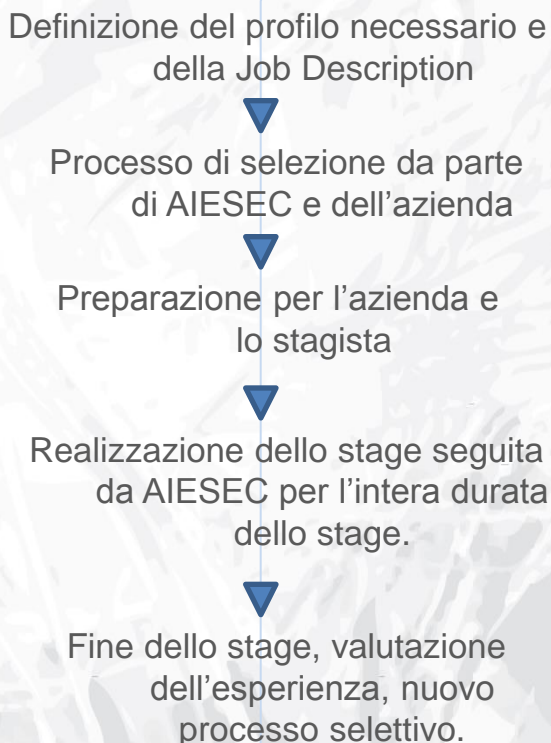 Definizione del profilo necessario e
della Job Description
Processo di selezione da parte
di AIESEC e dell'azienda
Preparazione per l'azienda e
lo stagista
Realizzazione dello stage seguita
da AIESEC per l'intera durata
dello stage.
Fine dello stage, valutazione
dell'esperienza, nuovo
processo selettivo.